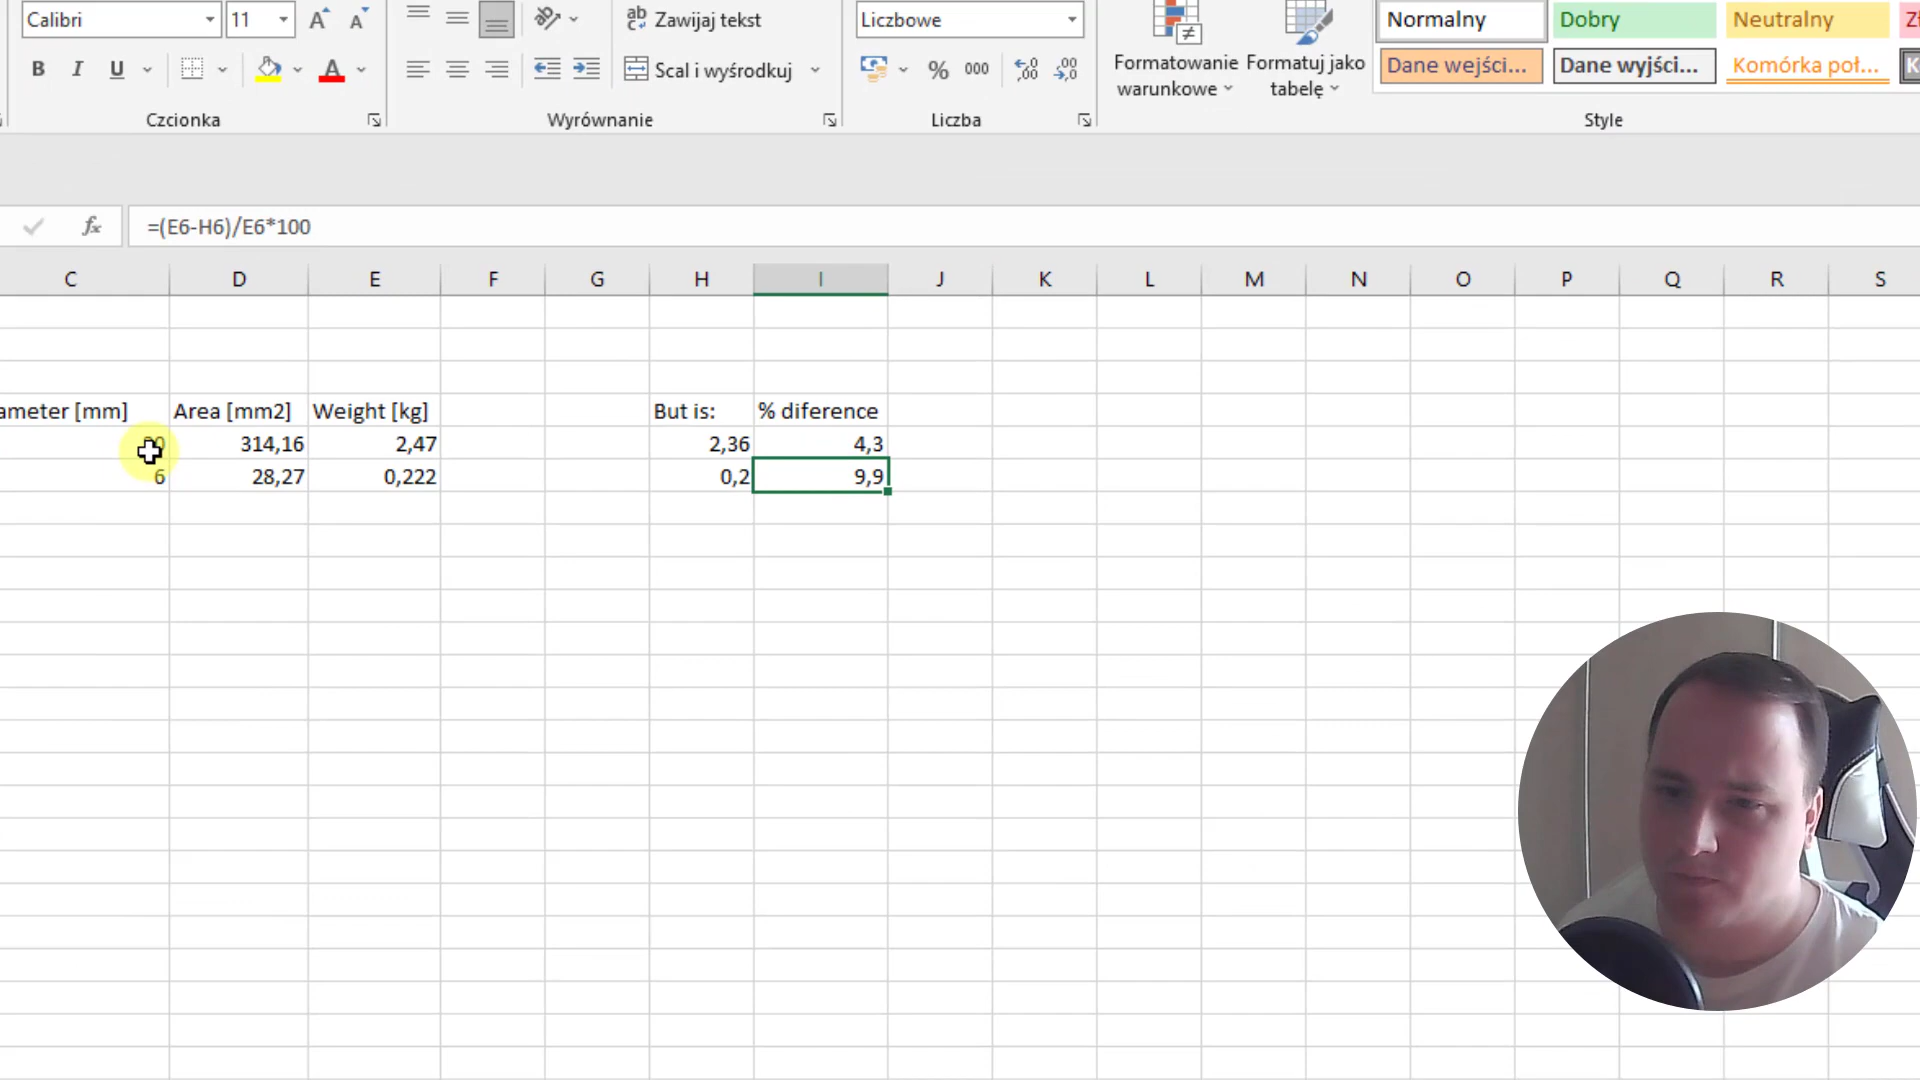 Calibri 11 A A Zawijaj tekst Liczbowe Normalny Dobry Neutralny
B I U A Scal i wyśrodkuj % 000 Formatowanie warunkowe Formatuj jako tabelę Dane wejści... Dane wyjści... Komórka poł...
Czcionka Wyrównanie Liczba Style
fx =(E6-H6)/E6*100
C D E F G H I J K L M N O P Q R S
ameter [mm] Area [mm2] Weight [kg] But is: % diference
314,16 2,47 2,36 4,3
6 28,27 0,222 0,2 9,9